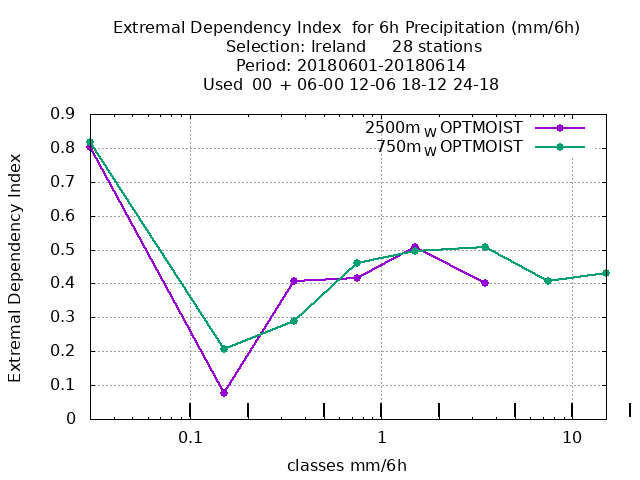 Extremal Dependency Index  for 6h Precipitation (mm/6h)
Selection: Ireland     28 stations
Period: 20180601-20180614
Used  00  + 06-00 12-06 18-12 24-18
2500m W OPTMOIST
750m W OPTMOIST
Extremal Dependency Index
0.9
0.8
0.7
0.6
0.5
0.4
0.3
0.2
0.1
0
0.1 1 10
classes mm/6h